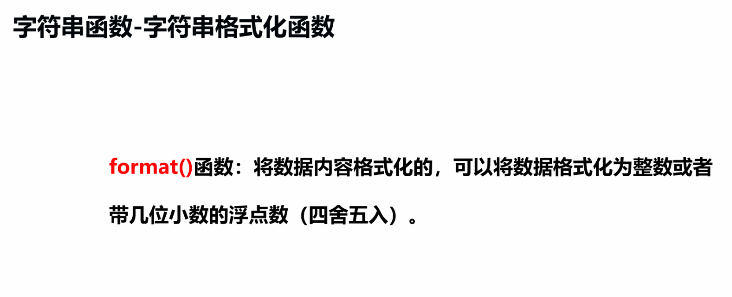 字符串函数-字符串格式化函数
format()函数：将数据内容格式化的，可以将数据格式化为整数或者
带几位小数的浮点数（四舍五入）。